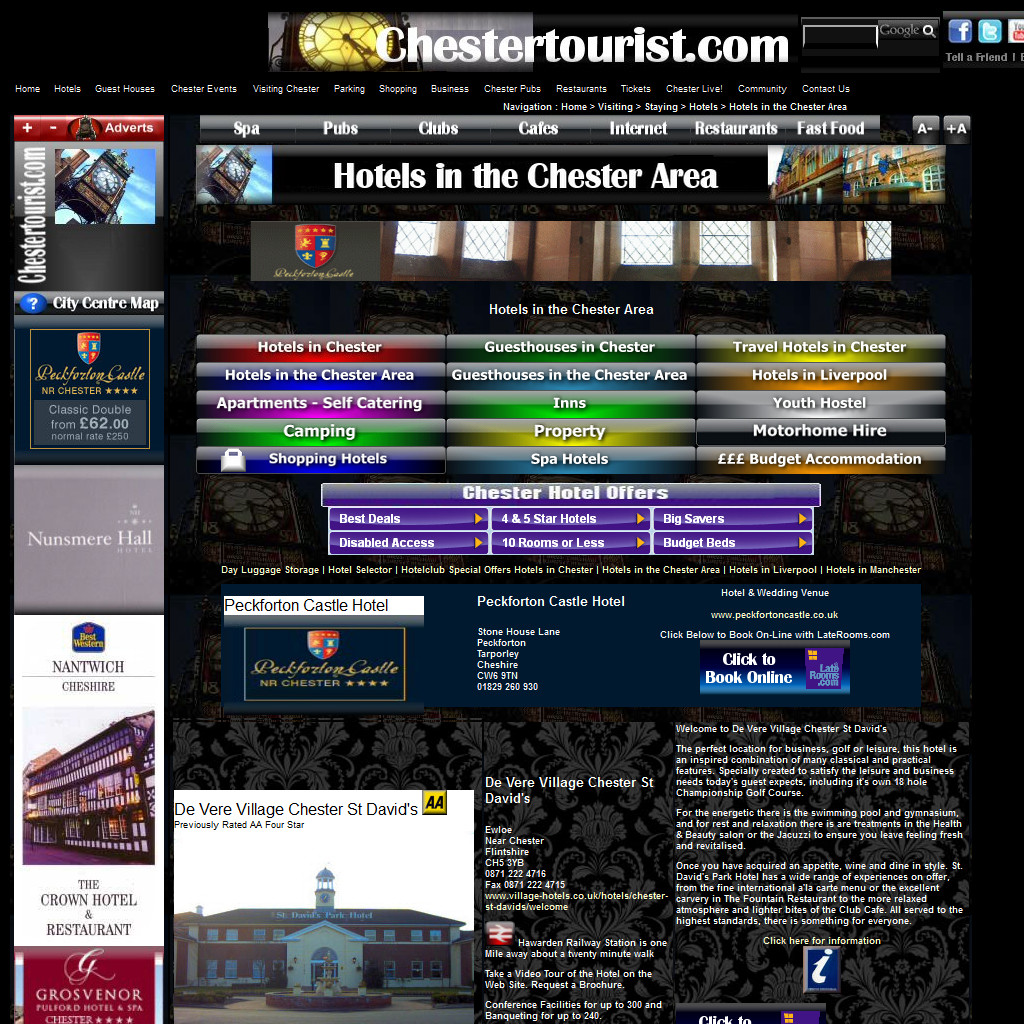 Chestertourist.com
Google
Tell a Friend |
Home Hotels Guest Houses Chester Events Visiting Chester Parking Shopping Business Chester Pubs Restaurants Tickets Chester Live! Community Contact Us
Navigation : Home > Visiting > Staying > Hotels > Hotels in the Chester Area
+ - Adverts
Spa Pubs Clubs Cafes Internet Restaurants Fast Food A- +A
Chestertourist.com
Hotels in the Chester Area
Peckforton Castle
? City Centre Map
Hotels in the Chester Area
Hotels in Chester Guesthouses in Chester Travel Hotels in Chester
Hotels in the Chester Area Guesthouses in the Chester Area Hotels in Liverpool
Apartments - Self Catering Inns Youth Hostel
Camping Property Motorhome Hire
Shopping Hotels Spa Hotels £££ Budget Accommodation
Peckforton Castle
NR CHESTER ★★★★
Classic Double
from £62.00
normal rate £250
Chester Hotel Offers
Best Deals 4 & 5 Star Hotels Big Savers
Disabled Access 10 Rooms or Less Budget Beds
Nunsmere Hall
HOTEL
Day Luggage Storage | Hotel Selector | Hotelclub Special Offers Hotels in Chester | Hotels in the Chester Area | Hotels in Liverpool | Hotels in Manchester
Peckforton Castle Hotel
Peckforton Castle
NR CHESTER ★★★★
Peckforton Castle Hotel
Stone House Lane
Peckforton
Tarporley
Cheshire
CW6 9TN
01829 260 930
Hotel & Wedding Venue
www.peckfortoncastle.co.uk
Click Below to Book On-Line with LateRooms.com
Click to
Book Online
Late
Rooms
.com
Best
Western
NANTWICH
CHESHIRE
THE
CROWN HOTEL
&
RESTAURANT
G
GROSVENOR
PULFORD HOTEL & SPA
CHESTER ★★★★
De Vere Village Chester St David's AA
Previously Rated AA Four Star
St. David's Park Hotel
De Vere Village Chester St
David's
Ewloe
Near Chester
Flintshire
CH5 3YB
0871 222 4716
Fax 0871 222 4715
www.village-hotels.co.uk/hotels/chester-
st-davids/welcome
Hawarden Railway Station is one
Mile away about a twenty minute walk
Take a Video Tour of the Hotel on the
Web Site. Request a Brochure.
Conference Facilities for up to 300 and
Banqueting for up to 240.
Welcome to De Vere Village Chester St David's
The perfect location for business, golf or leisure, this hotel is
an inspired combination of many classical and practical
features. Specially created to satisfy the leisure and business
needs today's guest expects, including it's own 18 hole
Championship Golf Course.
For the energetic there is the swimming pool and gymnasium,
and for rest and relaxation there is are treatments in the Health
& Beauty salon or the Jacuzzi to ensure you leave feeling fresh
and revitalised.
Once you have acquired an appetite, wine and dine in style. St.
David's Park Hotel has a wide range of experiences on offer,
from the fine international a'la carte menu or the excellent
carvery in The Fountain Restaurant to the more relaxed
atmosphere and lighter bites of the Club Cafe. All served to the
highest standards, there is something for everyone.
Click here for information
i
Click to